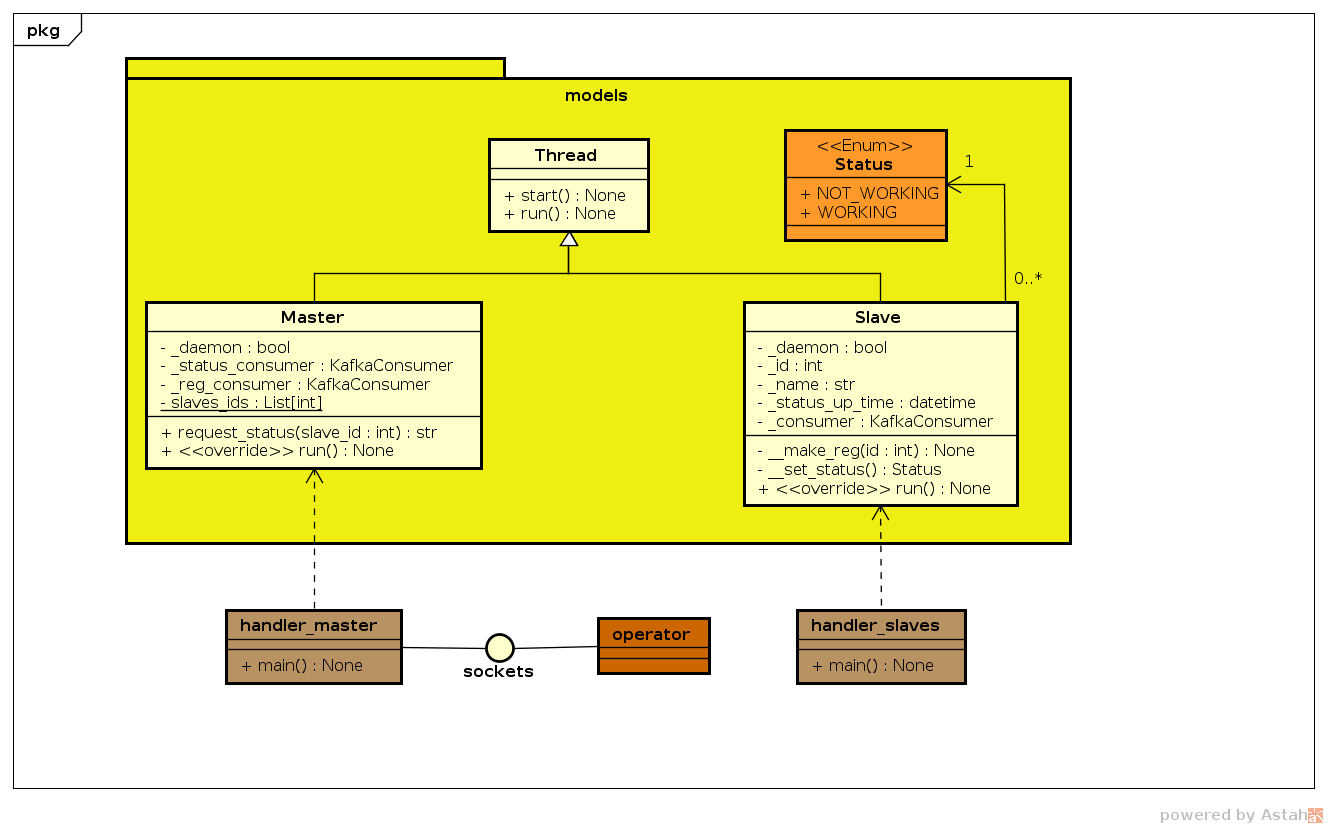 pkg
models
Thread
+ start() : None
+ run() : None
<<Enum>>
Status
+ NOT_WORKING
+ WORKING
1
0..*
Master
- _daemon : bool
- _status_consumer : KafkaConsumer
- _reg_consumer : KafkaConsumer
- slaves_ids : List[int]
+ request_status(slave_id : int) : str
+ <<override>> run() : None
Slave
- _daemon : bool
- _id : int
- _name : str
- _status_up_time : datetime
- _consumer : KafkaConsumer
- __make_reg(id : int) : None
- __set_status() : Status
+ <<override>> run() : None
handler_master
+ main() : None
sockets
operator
handler_slaves
+ main() : None
powered by Astah